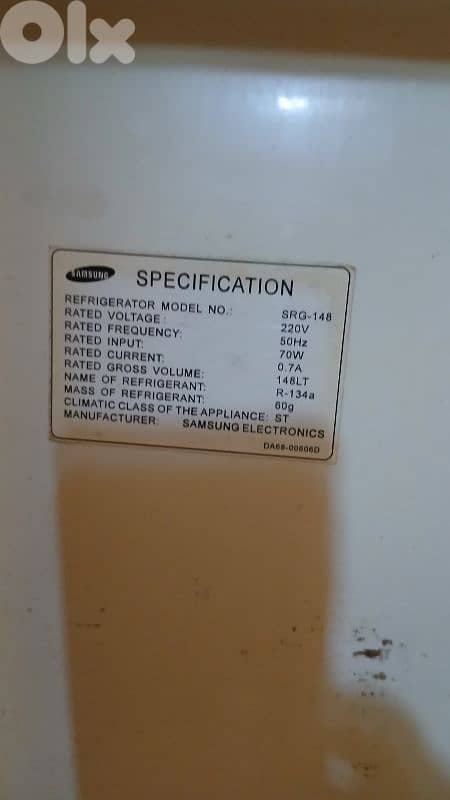 OLX
SAMSUNG SPECIFICATION
REFRIGERATOR MODEL NO.: SRG-148
RATED VOLTAGE: 220V
RATED FREQUENCY: 50Hz
RATED INPUT: 70W
RATED CURRENT: 0.7A
RATED GROSS VOLUME: 148LT
NAME OF REFRIGERANT: R-134a
MASS OF REFRIGERANT: 60g
CLIMATIC CLASS OF THE APPLIANCE: ST
MANUFACTURER: SAMSUNG ELECTRONICS
DA68-00606D